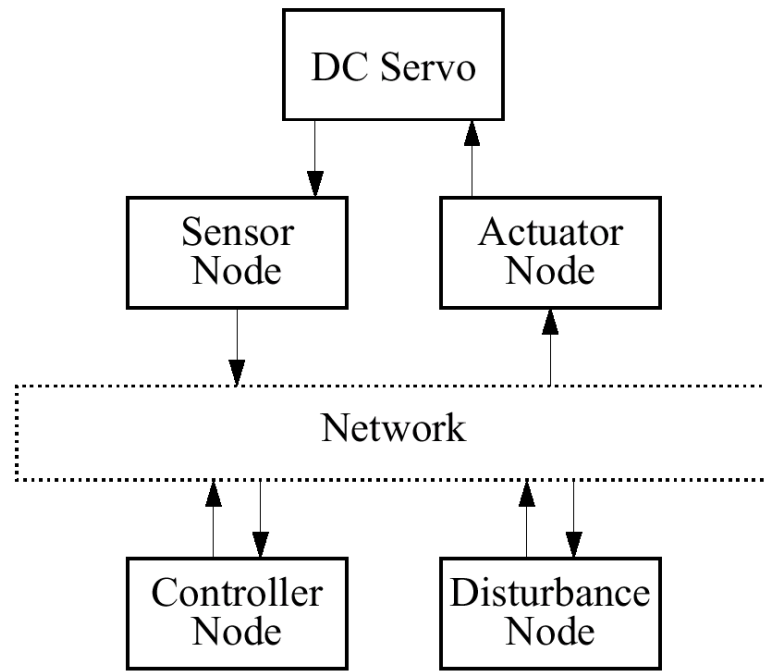 DC Servo
Sensor
Node
Actuator
Node
Network
Controller
Node
Disturbance
Node